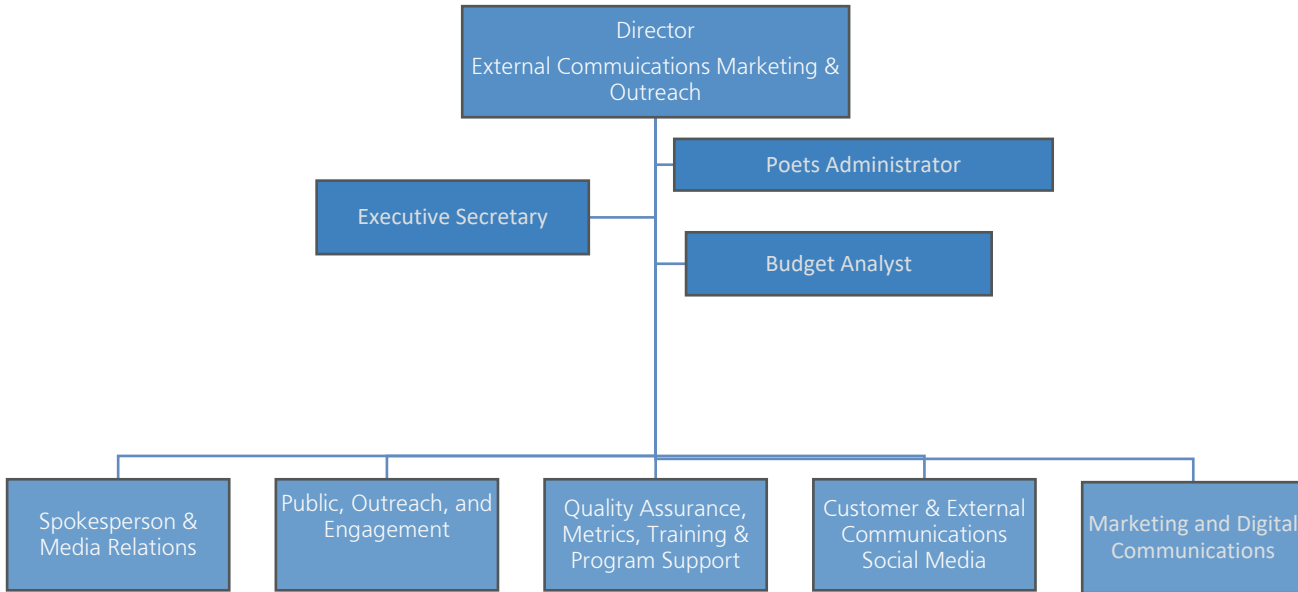 Director
External Commuications Marketing &
Outreach
Poets Administrator
Executive Secretary
Budget Analyst
Spokesperson &
Media Relations
Public, Outreach, and
Engagement
Quality Assurance,
Metrics, Training &
Program Support
Customer & External
Communications
Social Media
Marketing and Digital
Communications